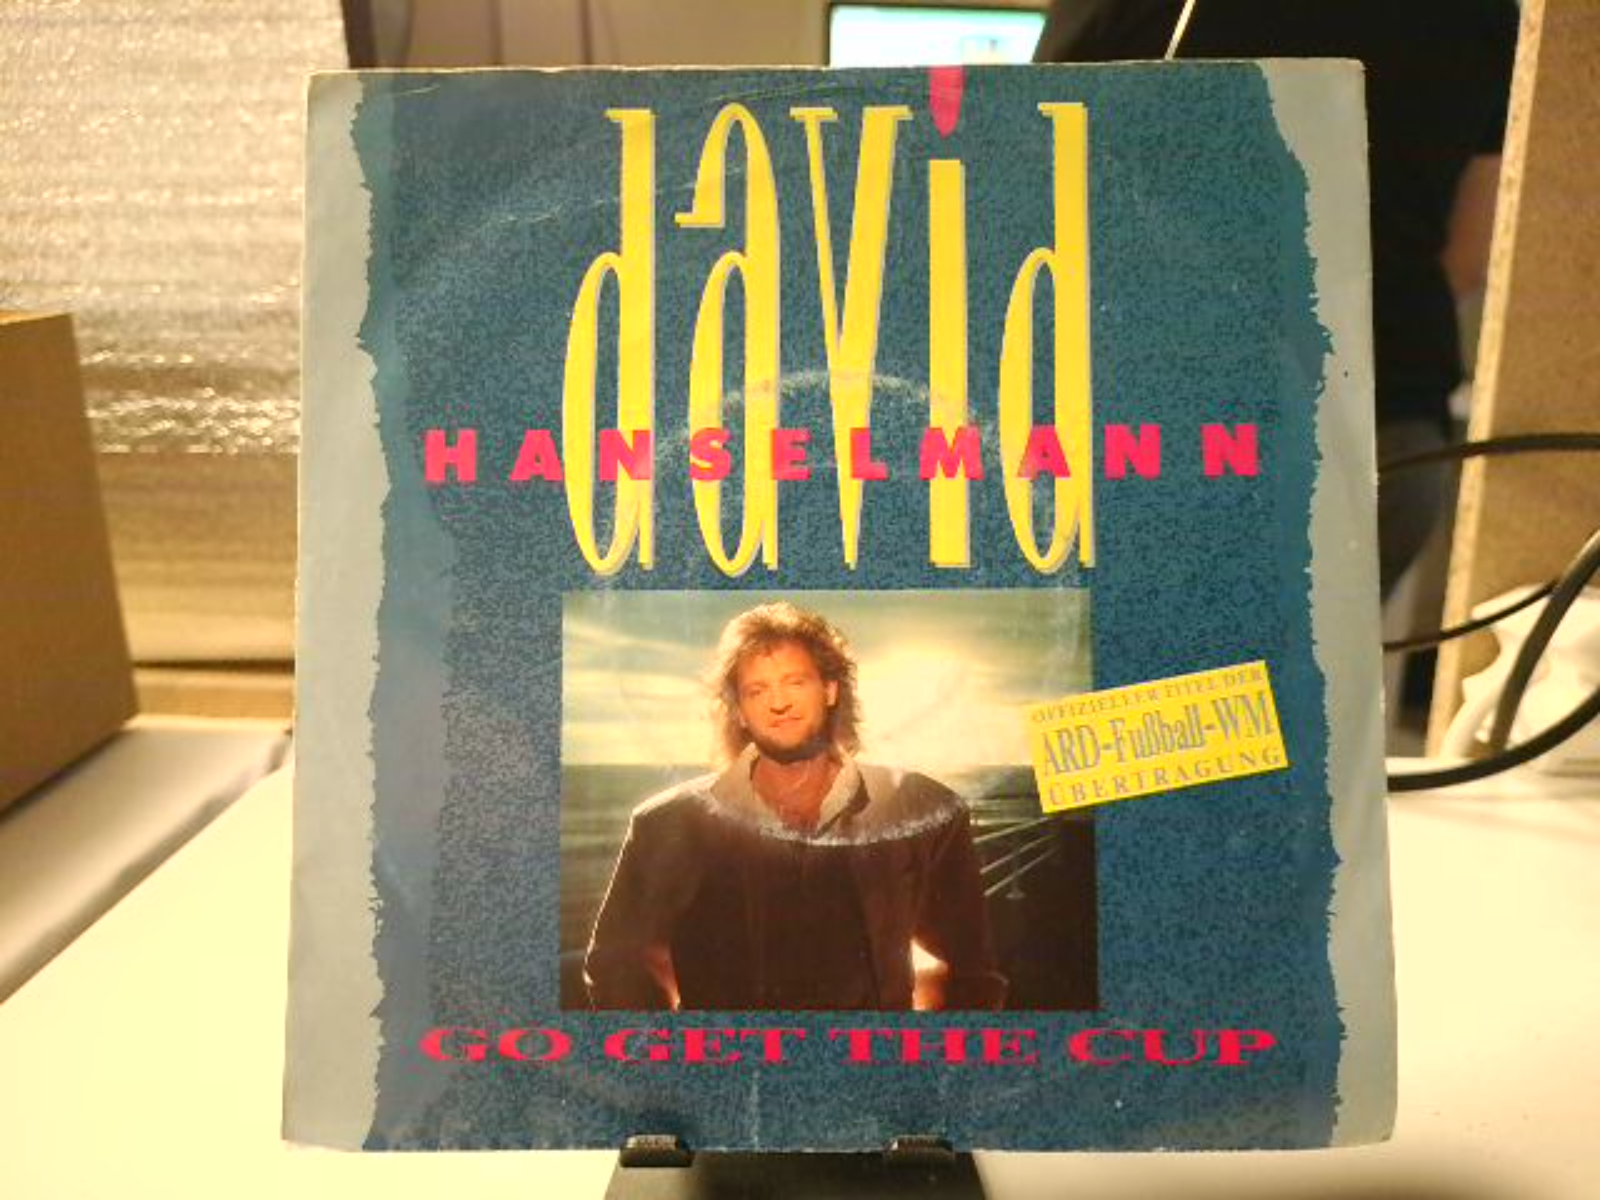 david
HANSELMANN
OFFIZIELLER TITEL DER
ARD-Fußball-WM
ÜBERTRAGUNG
GO GET THE CUP